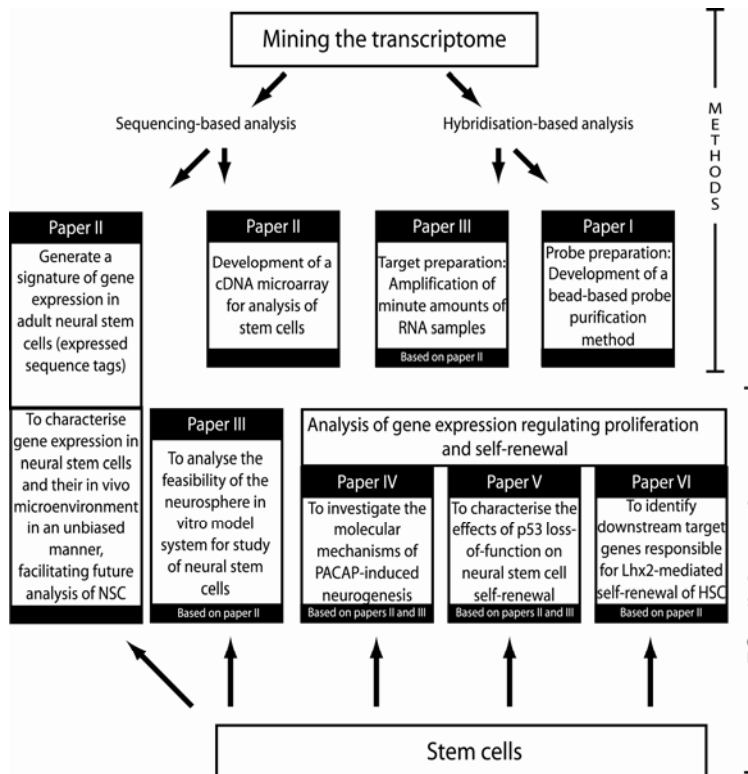 Mining the transcriptome
Sequencing-based analysis
Hybridisation-based analysis
METHODS
Paper II
Generate a
signature of gene
expression in
adult neural stem
cells (expressed
sequence tags)
Paper II
Development of a
cDNA microarray
for analysis of
stem cells
Paper III
Target preparation:
Amplification of
minute amounts of
RNA samples
Based on paper II
Paper I
Probe preparation:
Development of a
bead-based probe
purification
method
To characterise
gene expression in
neural stem cells
and their in vivo
microenvironment
in an unbiased
manner,
facilitating future
analysis of NSC
Paper III
To analyse the
feasibility of the
neurosphere in
vitro model
system for study
of neural stem
cells
Based on paper II
Analysis of gene expression regulating proliferation
and self-renewal
Paper IV
To investigate the
molecular
mechanisms of
PACAP-induced
neurogenesis
Based on papers II and III
Paper V
To characterise the
effects of p53 loss-
of-function on
neural stem cell
self-renewal
Based on papers II and III
Paper VI
To identify
downstream target
genes responsible
for Lhx2-mediated
self-renewal of HSC
Based on paper II
Stem cells